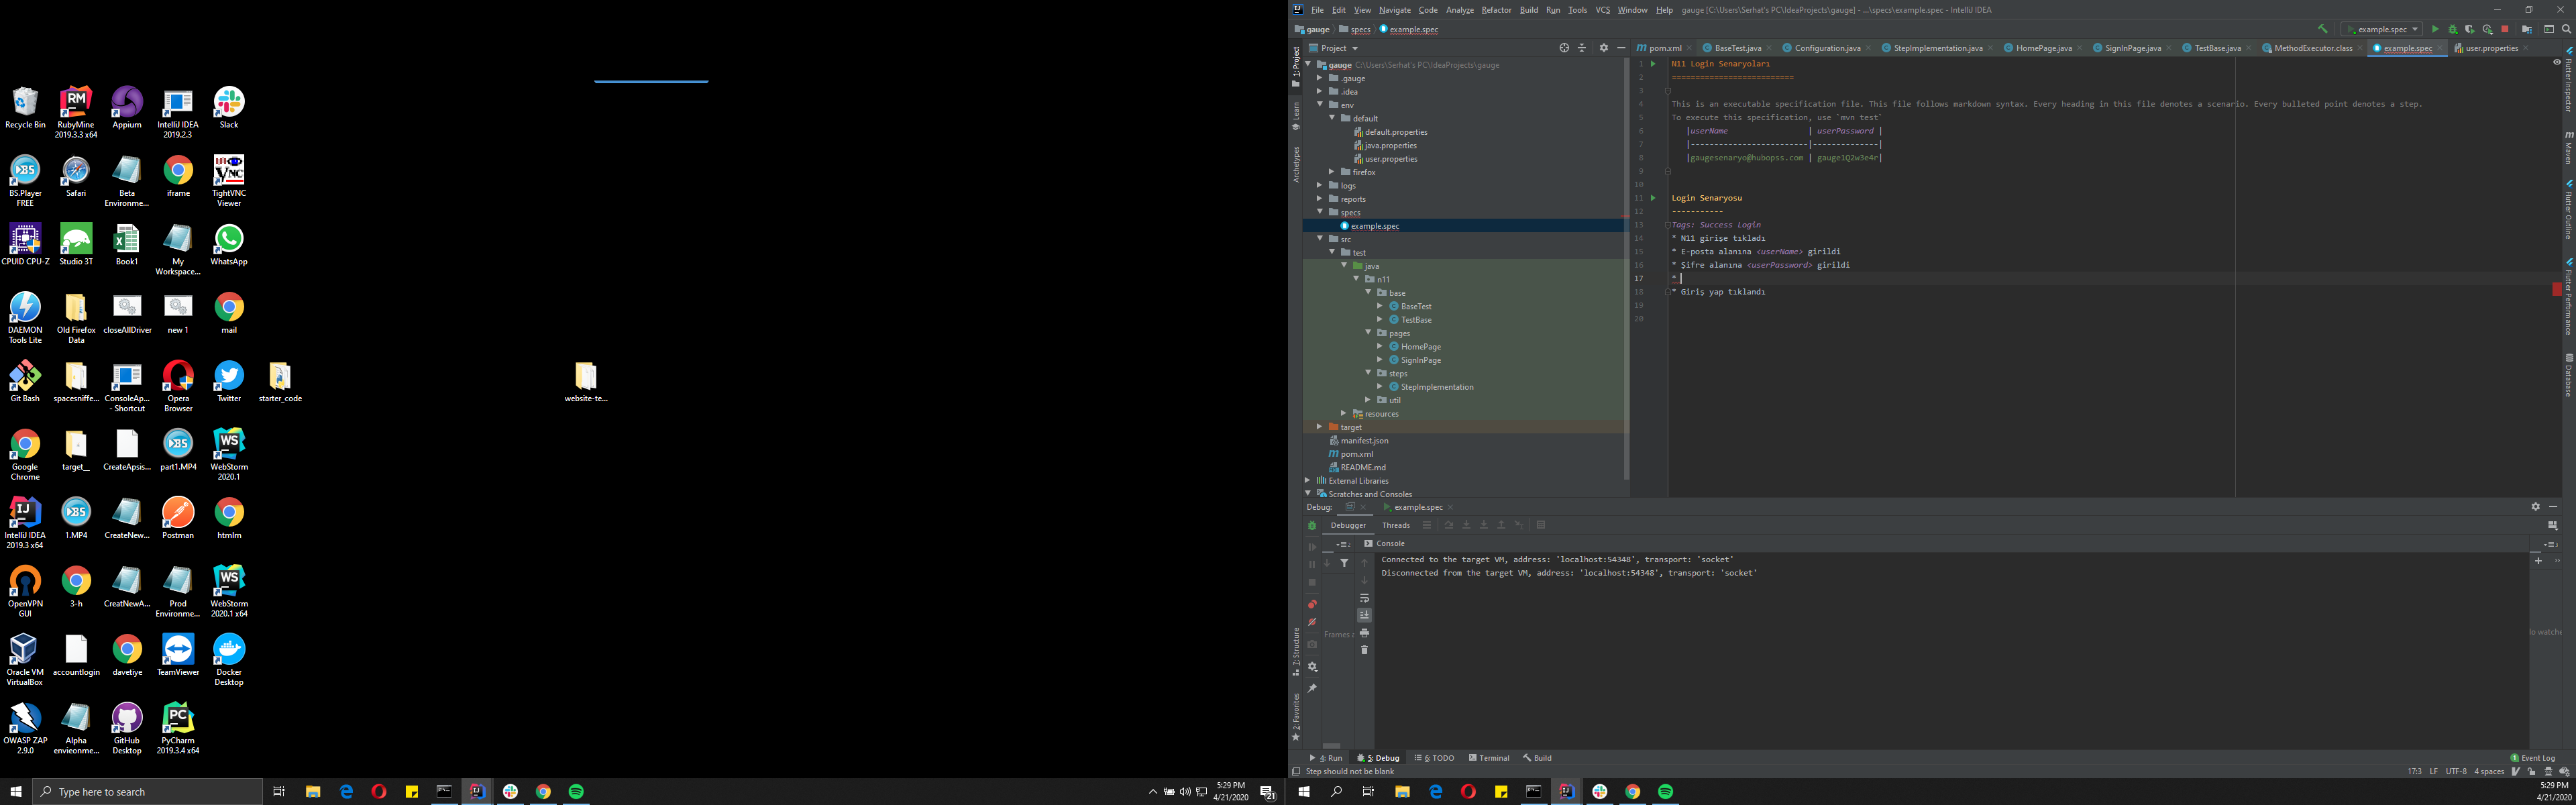 Recycle Bin
RubyMine 2019.3.3 x64
Appium
IntelliJ IDEA 2019.2.3
Slack
BS.Player FREE
Safari
Beta Environme...
iframe
TightVNC Viewer
CPUID CPU-Z
Studio 3T
Book1
My Workspace...
WhatsApp
DAEMON Tools Lite
Old Firefox Data
closeAllDriver
new 1
mail
Git Bash
spacesniffe...
ConsoleAp... - Shortcut
Opera Browser
Twitter
starter_code
website-te...
Google Chrome
target__
CreateApsis...
part1.MP4
WebStorm 2020.1
IntelliJ IDEA 2019.3 x64
1.MP4
CreateNew...
Postman
htmlm
OpenVPN GUI
3-h
CreatNewA...
Prod Environme...
WebStorm 2020.1 x64
Oracle VM VirtualBox
accountlogin
davetiye
TeamViewer
Docker Desktop
OWASP ZAP 2.9.0
Alpha envieonme...
GitHub Desktop
PyCharm 2019.3.4 x64
Type here to search
5:29 PM
4/21/2020
21
File Edit View Navigate Code Analyze Refactor Build Run Tools VCS Window Help gauge [C:\Users\Serhat's PC\IdeaProjects\gauge] - ...\specs\example.spec - IntelliJ IDEA
gauge specs example.spec
example.spec
Project
pom.xml BaseTest.java Configuration.java StepImplementation.java HomePage.java SignInPage.java TestBase.java MethodExecutor.class example.spec user.properties
1: Project
Learn
Archetypes
7: Structure
2: Favorites
gauge C:\Users\Serhat's PC\IdeaProjects\gauge
.gauge
.idea
env
default
default.properties
java.properties
user.properties
firefox
logs
reports
specs
example.spec
src
test
java
n11
base
BaseTest
TestBase
pages
HomePage
SignInPage
steps
StepImplementation
util
resources
target
manifest.json
pom.xml
README.md
External Libraries
Scratches and Consoles
1 N11 Login Senaryoları
2 ==========================
3
4 This is an executable specification file. This file follows markdown syntax. Every heading in this file denotes a scenario. Every bulleted point denotes a step.
5 To execute this specification, use `mvn test`
6 |userName | userPassword |
7 |-------------------------|--------------|
8 |gaugesenaryo@hubopss.com | gauge1Q2w3e4r|
9
10
11 Login Senaryosu
12 -----------
13 Tags: Success Login
14 * N11 girişe tıkladı
15 * E-posta alanına <userName> girildi
16 * Şifre alanına <userPassword> girildi
17 *
18 * Giriş yap tıklandı
19
20
Flutter Inspector
Maven
Flutter Outline
Flutter Performance
Database
Debug: example.spec
Debugger Threads
Console
Connected to the target VM, address: 'localhost:54348', transport: 'socket'
Disconnected from the target VM, address: 'localhost:54348', transport: 'socket'
Frames
4: Run 5: Debug 6: TODO Terminal Build
Event Log
Step should not be blank
17:3 LF UTF-8 4 spaces
5:29 PM
4/21/2020